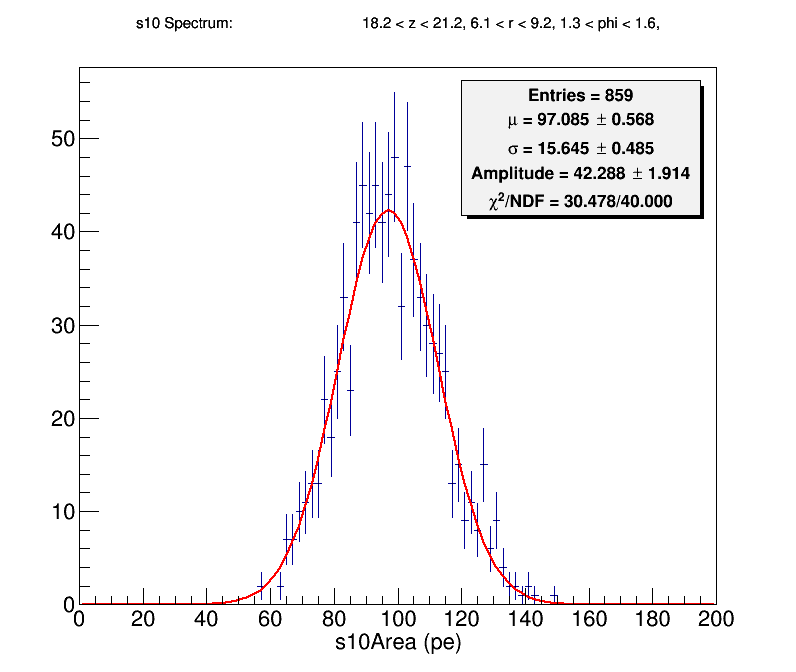 s10 Spectrum: 18.2 < z < 21.2, 6.1 < r < 9.2, 1.3 < phi < 1.6,
Entries = 859
μ = 97.085 ± 0.568
σ = 15.645 ± 0.485
Amplitude = 42.288 ± 1.914
χ²/NDF = 30.478/40.000
50
40
30
20
10
0
0 20 40 60 80 100 120 140 160 180 200
s10Area (pe)